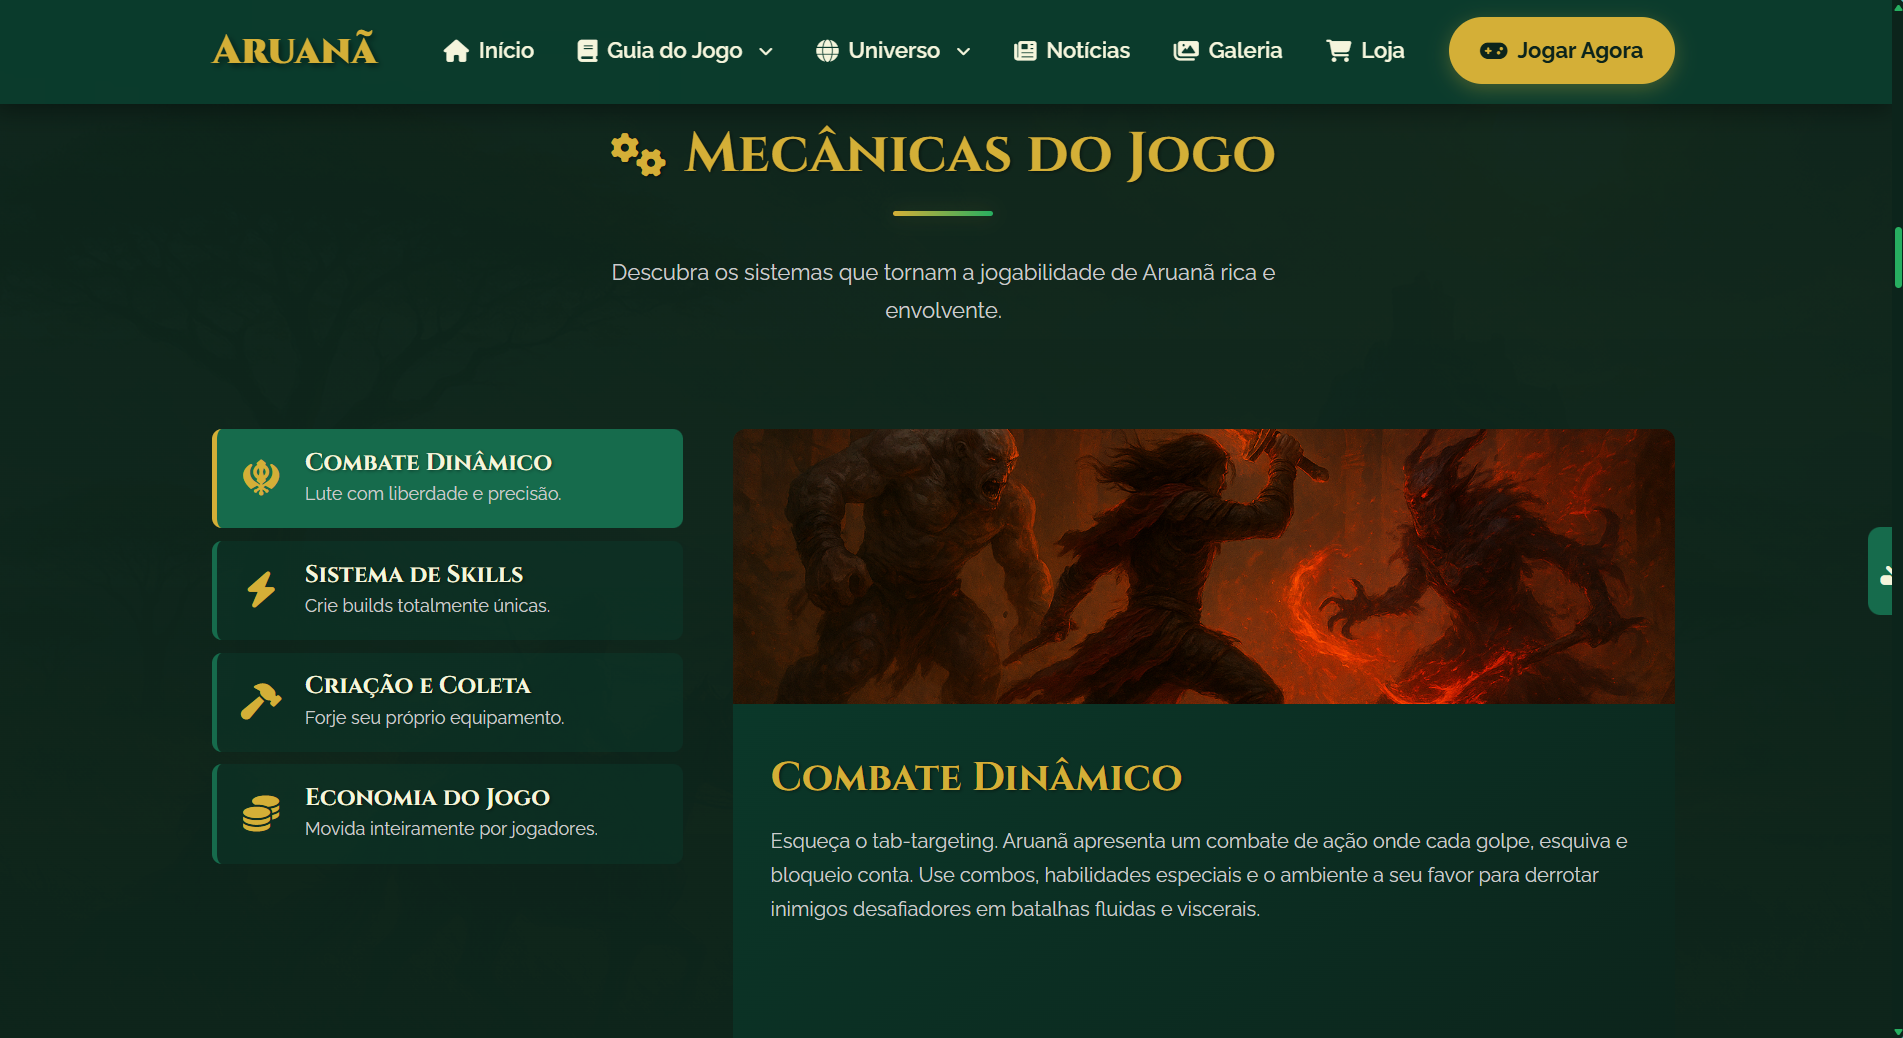 Aruanã
Início
Guia do Jogo
Universo
Notícias
Galeria
Loja
Jogar Agora
Mecânicas do Jogo
Descubra os sistemas que tornam a jogabilidade de Aruanã rica e
envolvente.
Combate Dinâmico
Lute com liberdade e precisão.
Sistema de Skills
Crie builds totalmente únicas.
Criação e Coleta
Forje seu próprio equipamento.
Economia do Jogo
Movida inteiramente por jogadores.
Combate Dinâmico
Esqueça o tab-targeting. Aruanã apresenta um combate de ação onde cada golpe, esquiva e
bloqueio conta. Use combos, habilidades especiais e o ambiente a seu favor para derrotar
inimigos desafiadores em batalhas fluidas e viscerais.